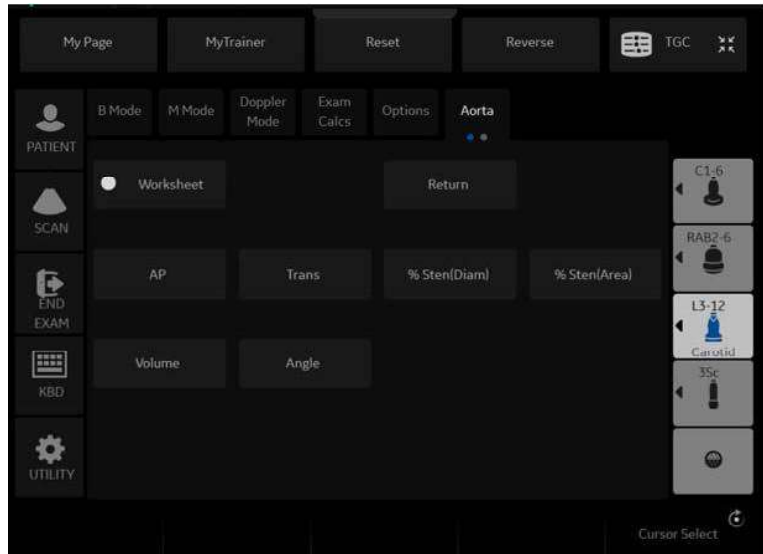 My Page
MyTrainer
Reset
Reverse
TGC
B Mode
M Mode
Doppler
Mode
Exam
Calcs
Options
Aorta
PATIENT
SCAN
END
EXAM
KBD
UTILITY
Worksheet
Return
AP
Trans
% Sten(Diam)
% Sten(Area)
Volume
Angle
C1-6
RAB2-6
L3-12
Carotid
3Sc
Cursor Select